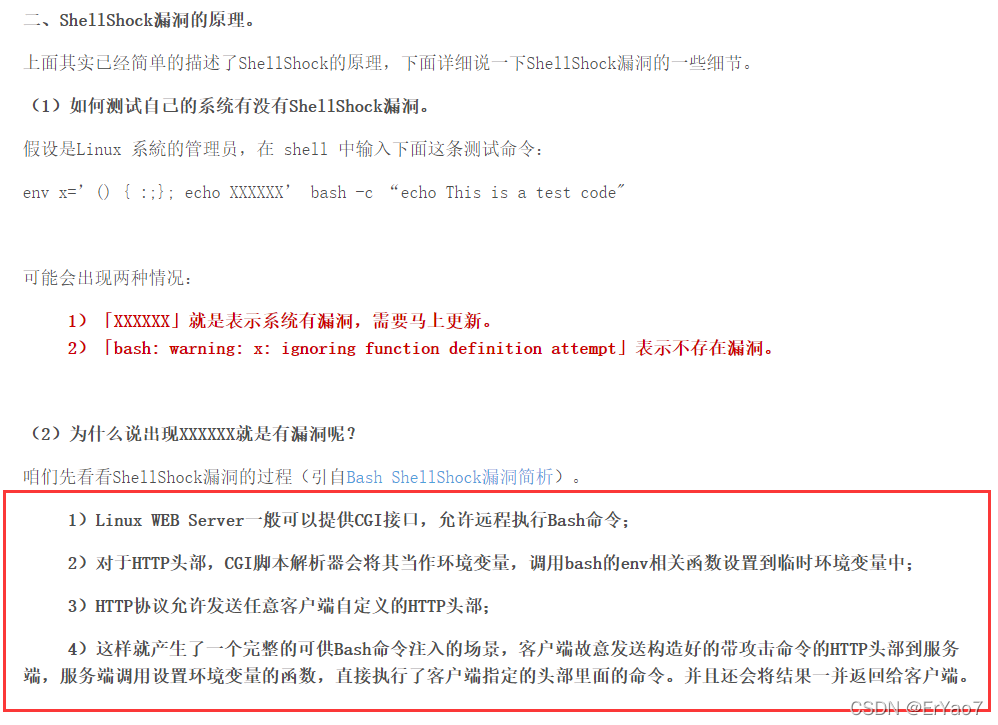 二、ShellShock漏洞的原理。
上面其实已经简单的描述了ShellShock的原理，下面详细说一下ShellShock漏洞的一些细节。
（1）如何测试自己的系统有没有ShellShock漏洞。
假设是Linux 系統的管理员，在 shell 中输入下面这条测试命令：
env x=’ () { :;}; echo XXXXXX’ bash -c “echo This is a test code″
可能会出现两种情况：
1）「XXXXXX」就是表示系统有漏洞，需要马上更新。
2）「bash: warning: x: ignoring function definition attempt」表示不存在漏洞。
（2）为什么说出现XXXXXX就是有漏洞呢？
咱们先看看ShellShock漏洞的过程（引自Bash ShellShock漏洞简析）。
1）Linux WEB Server一般可以提供CGI接口，允许远程执行Bash命令；
2）对于HTTP头部，CGI脚本解析器会将其当作环境变量，调用bash的env相关函数设置到临时环境变量中；
3）HTTP协议允许发送任意客户端自定义的HTTP头部；
4）这样就产生了一个完整的可供Bash命令注入的场景，客户端故意发送构造好的带攻击命令的HTTP头部到服务
端，服务端调用设置环境变量的函数，直接执行了客户端指定的头部里面的命令。并且还会将结果一并返回给客户端。
CSDN @ErYao7